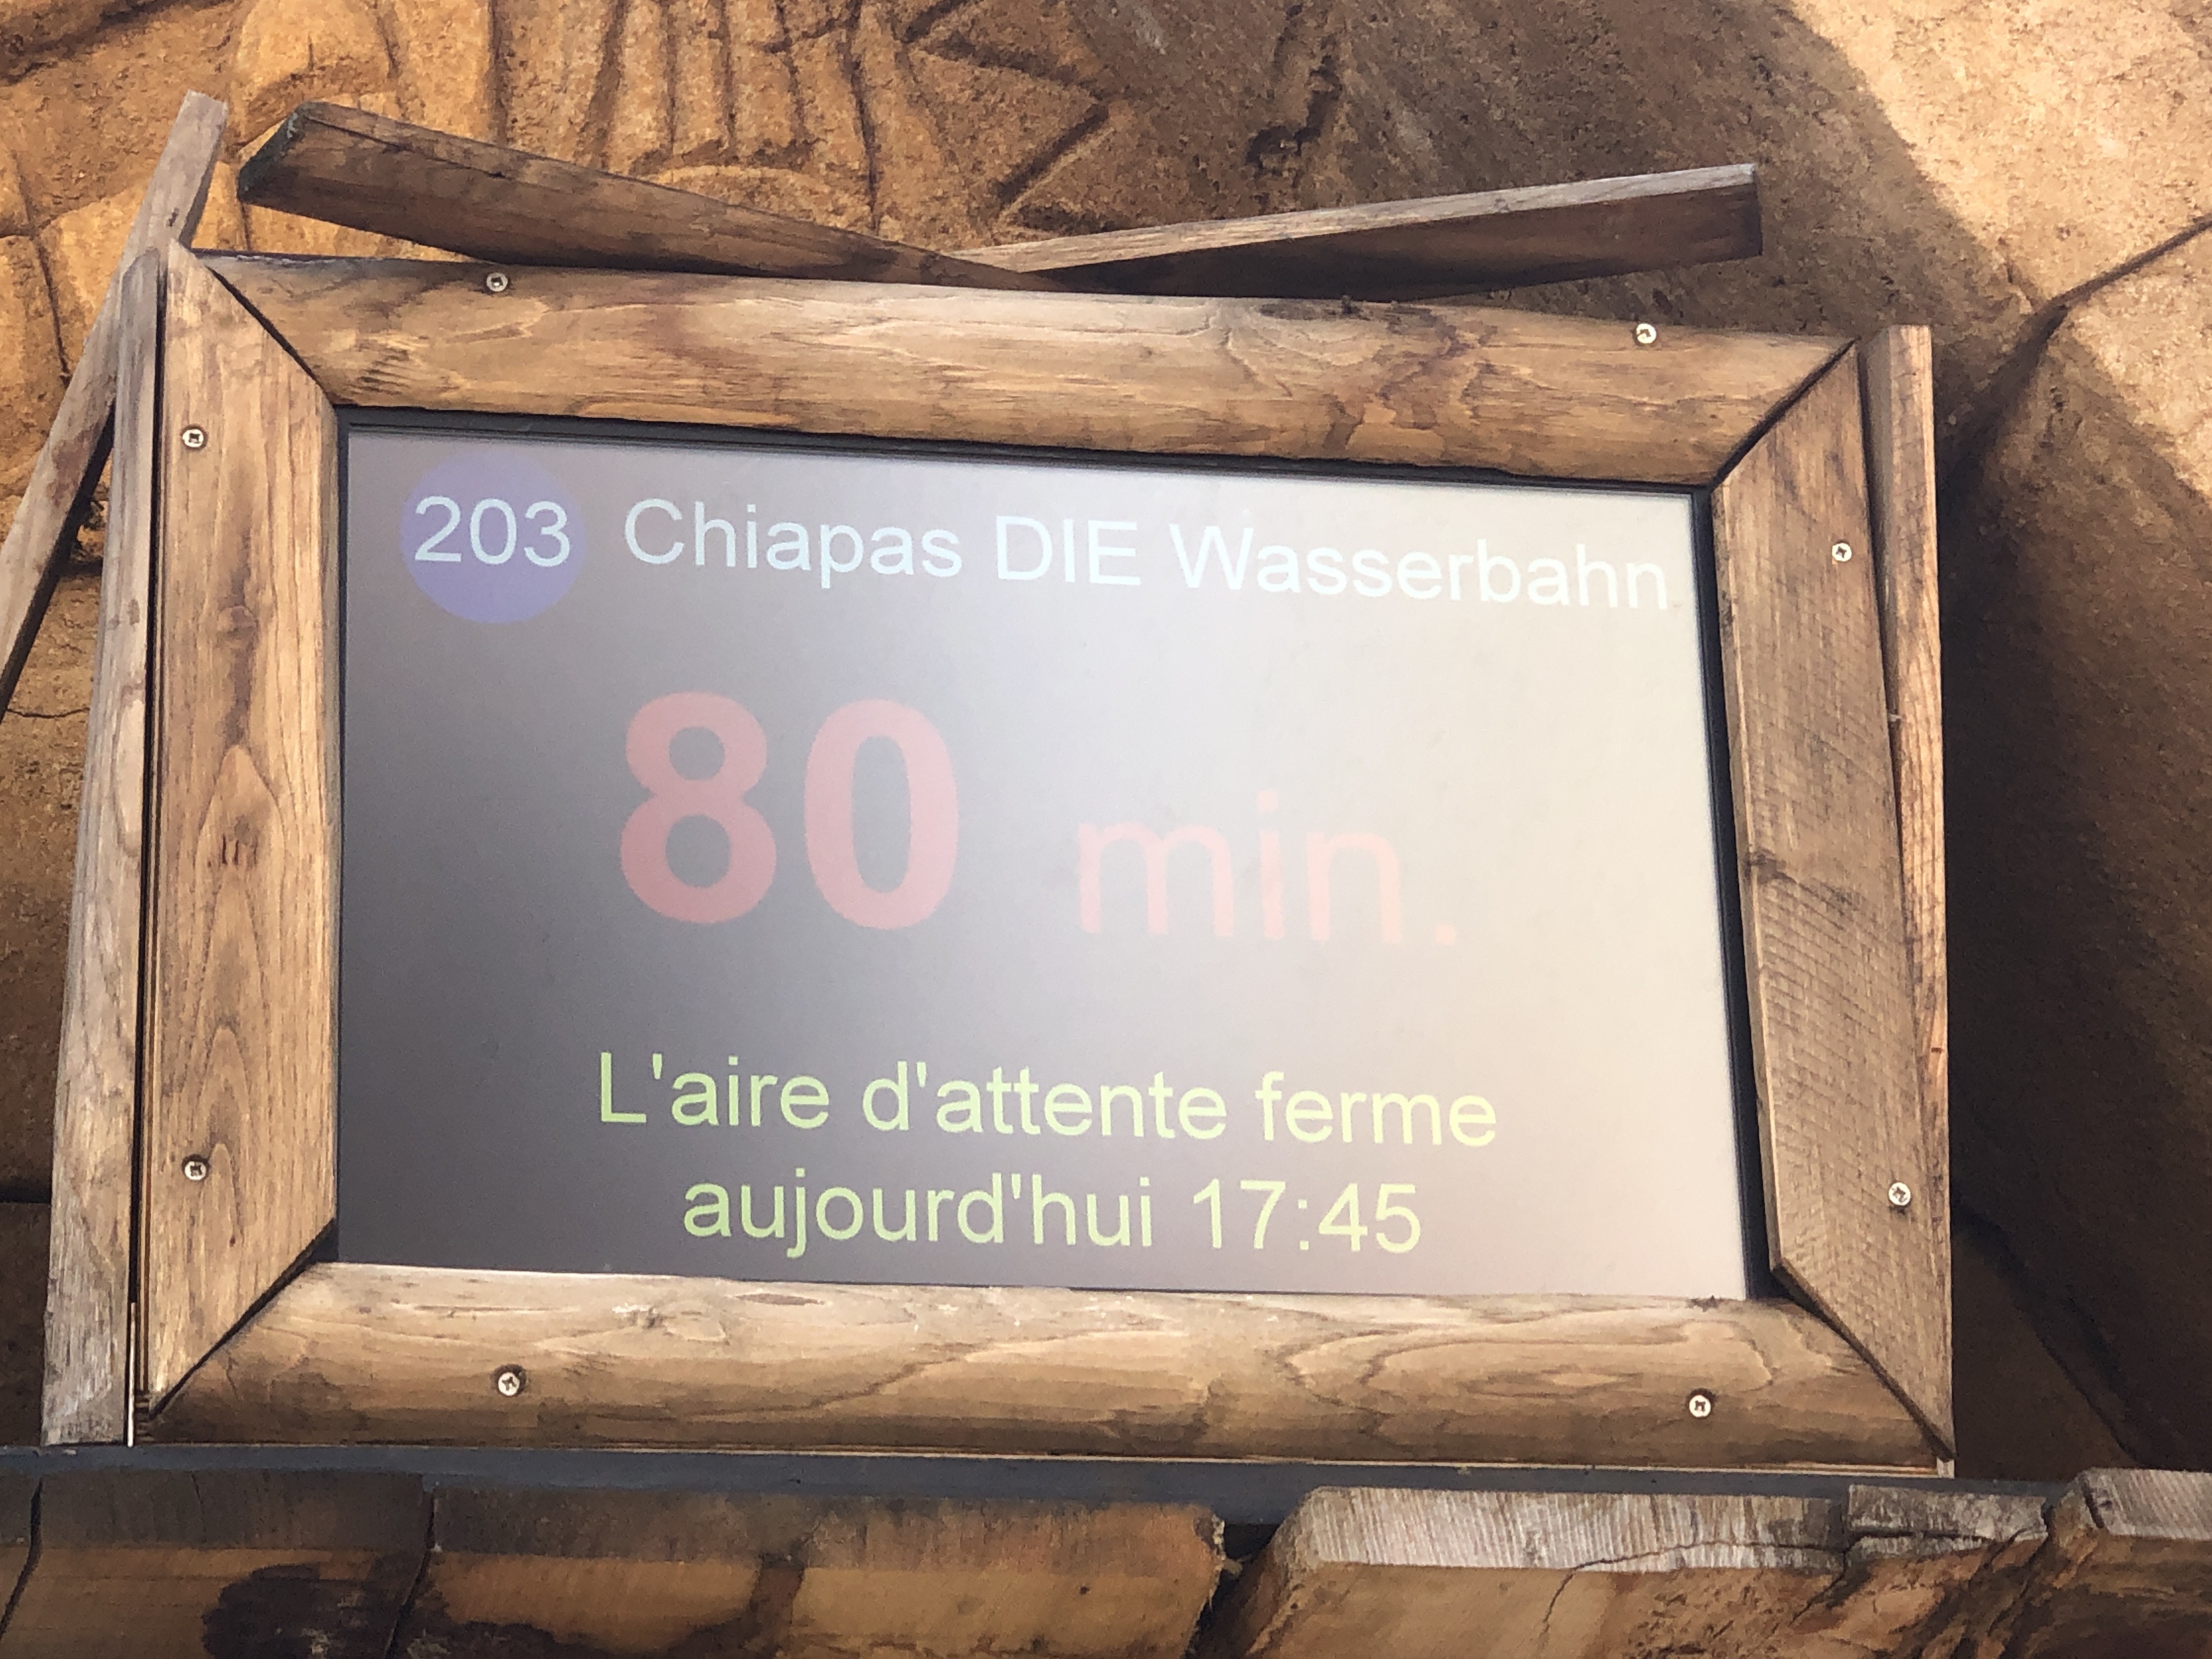 203 Chiapas DIE Wasserbahn
80 min.
L'aire d'attente ferme
aujourd'hui 17:45